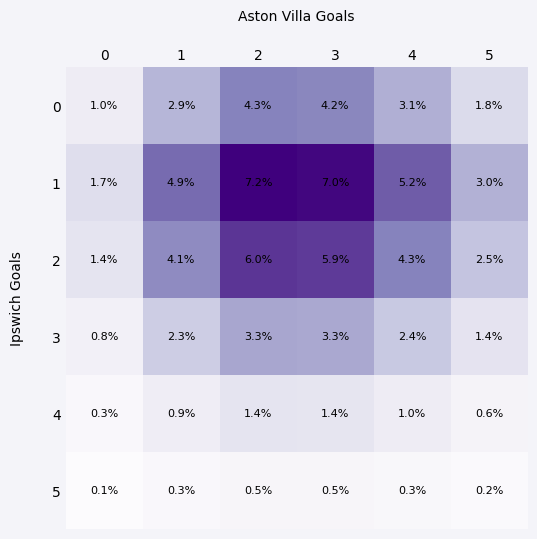 Aston Villa Goals
0 1 2 3 4 5
0 1.0% 2.9% 4.3% 4.2% 3.1% 1.8%
1 1.7% 4.9% 7.2% 7.0% 5.2% 3.0%
2 1.4% 4.1% 6.0% 5.9% 4.3% 2.5%
3 0.8% 2.3% 3.3% 3.3% 2.4% 1.4%
4 0.3% 0.9% 1.4% 1.4% 1.0% 0.6%
5 0.1% 0.3% 0.5% 0.5% 0.3% 0.2%
Ipswich Goals